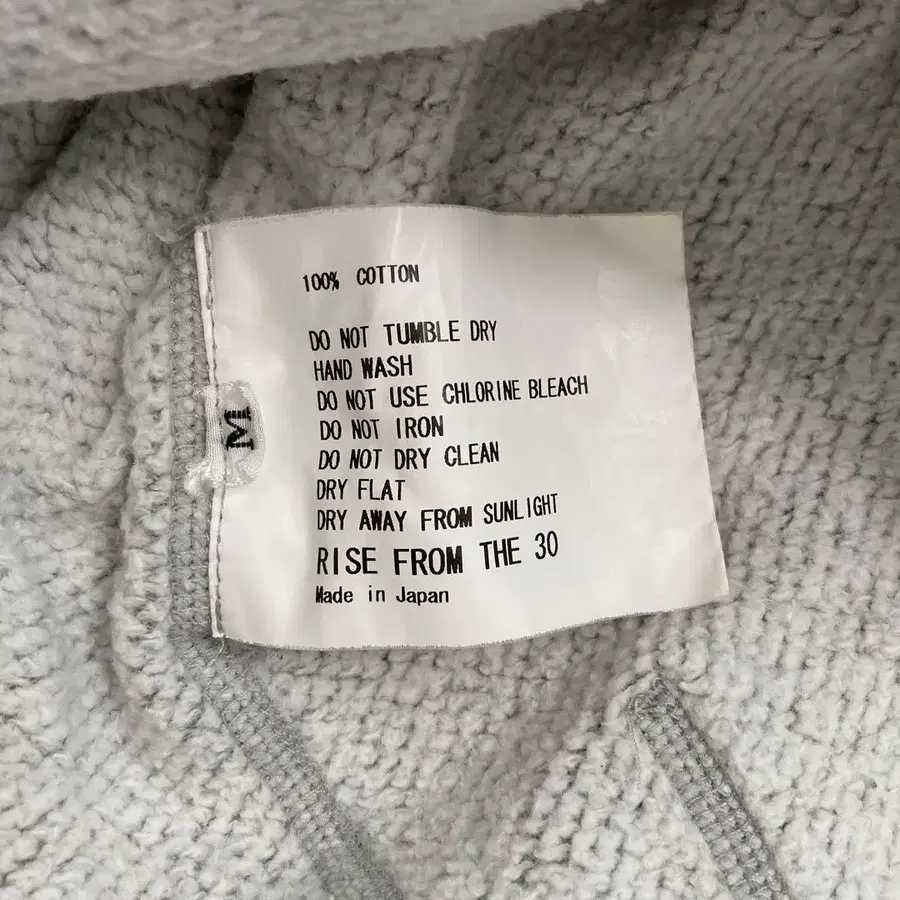 100% COTTON
DO NOT TUMBLE DRY
HAND WASH
DO NOT USE CHLORINE BLEACH
DO NOT IRON
DO NOT DRY CLEAN
DRY FLAT
DRY AWAY FROM SUNLIGHT
RISE FROM THE 30
Made in Japan
M